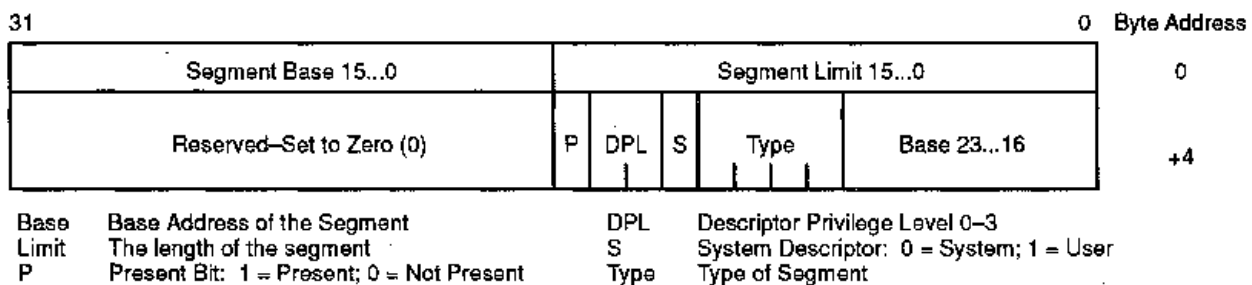 31 0 Byte Address
Segment Base 15...0 Segment Limit 15...0 0
Reserved–Set to Zero (0) P DPL S Type Base 23...16 +4
Base Base Address of the Segment DPL Descriptor Privilege Level 0–3
Limit The length of the segment S System Descriptor: 0 = System; 1 = User
P Present Bit: 1 = Present; 0 = Not Present Type Type of Segment